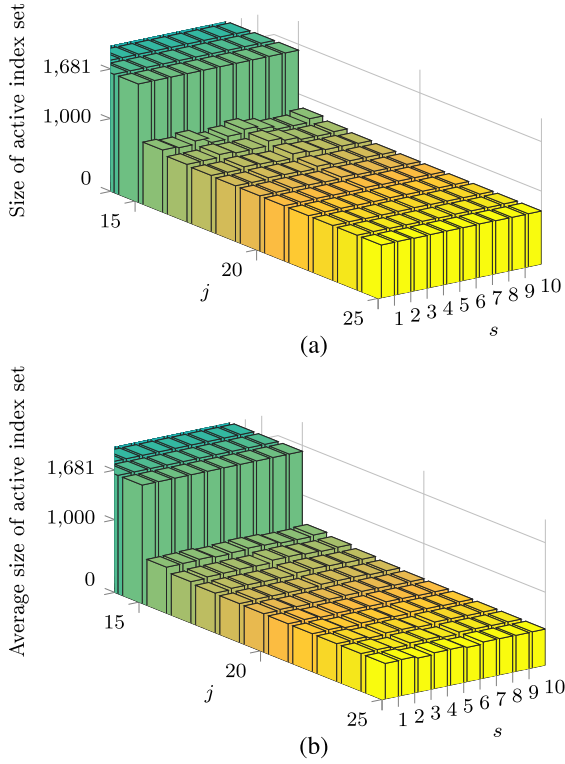 Size of active index set
1,681
1,000
0
15
20
25
j
1 2 3 4 5 6 7 8 9 10
s
(a)
Average size of active index set
1,681
1,000
0
15
20
25
j
1 2 3 4 5 6 7 8 9 10
s
(b)